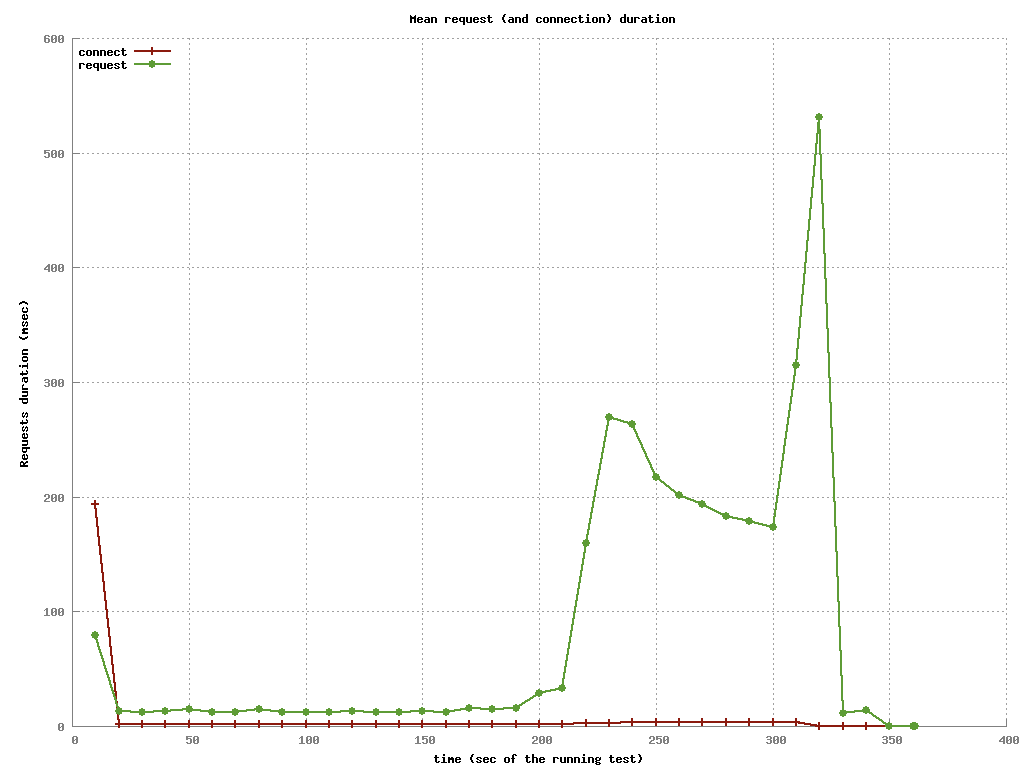 Mean request (and connection) duration
600
connect
request
500
400
300
200
100
0
Requests duration (msec)
0 50 100 150 200 250 300 350 400
time (sec of the running test)